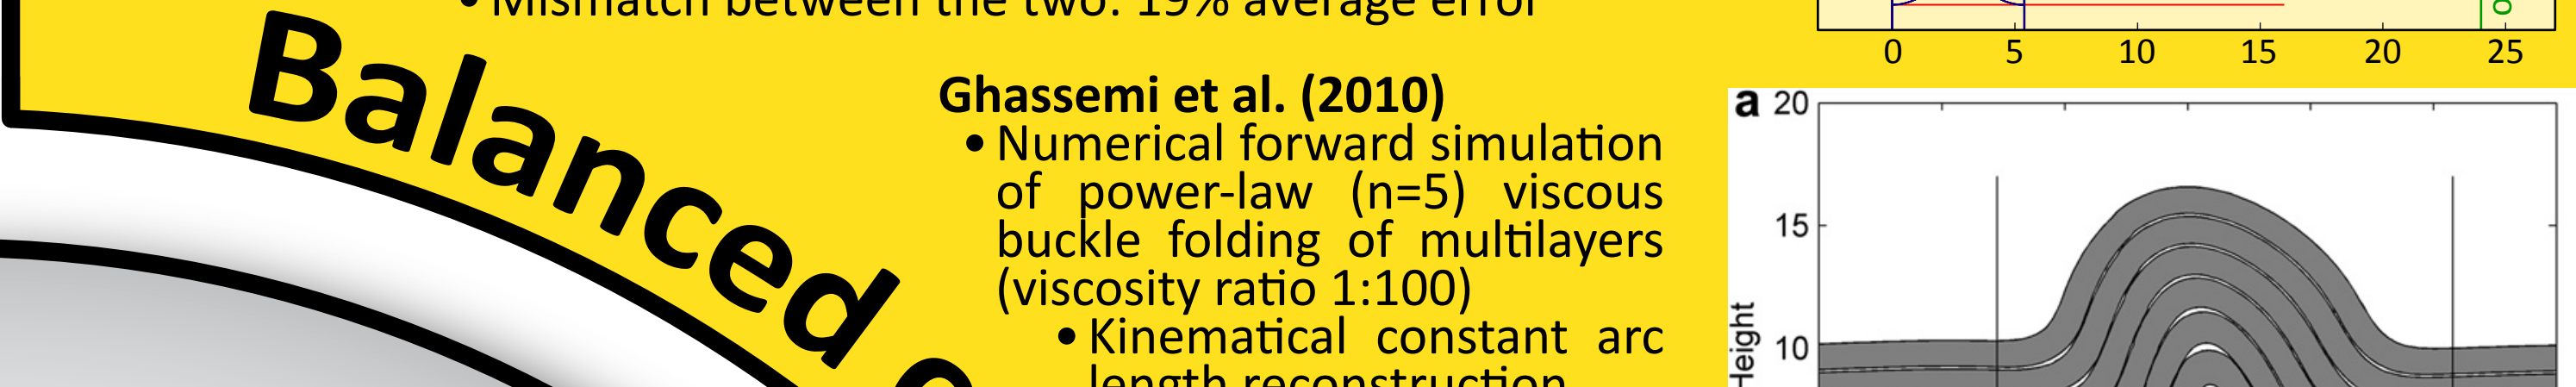 Mismatch between the two: 19% average error
Balanced
Ghassemi et al. (2010)
• Numerical forward simulation
of power-law (n=5) viscous
buckle folding of multilayers
(viscosity ratio 1:100)
• Kinematical constant arc
length reconstruction
0 5 10 15 20 25
a 20
15
10
Height